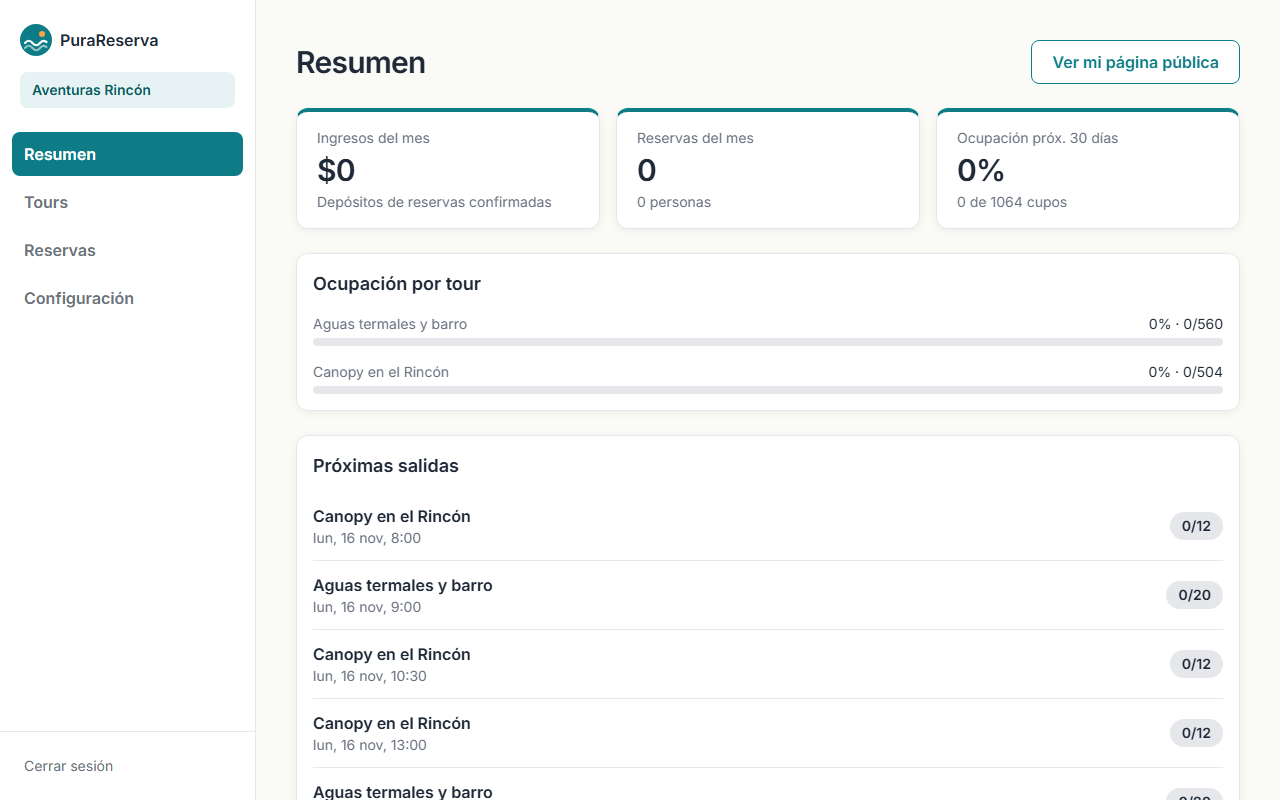 PuraReserva
Aventuras Rincón
Resumen
Tours
Reservas
Configuración
Cerrar sesión
Resumen
Ver mi página pública
Ingresos del mes
$0
Depósitos de reservas confirmadas
Reservas del mes
0
0 personas
Ocupación próx. 30 días
0%
0 de 1064 cupos
Ocupación por tour
Aguas termales y barro 0% · 0/560
Canopy en el Rincón 0% · 0/504
Próximas salidas
Canopy en el Rincón
lun, 16 nov, 8:00
0/12
Aguas termales y barro
lun, 16 nov, 9:00
0/20
Canopy en el Rincón
lun, 16 nov, 10:30
0/12
Canopy en el Rincón
lun, 16 nov, 13:00
0/12
Aguas termales y barro